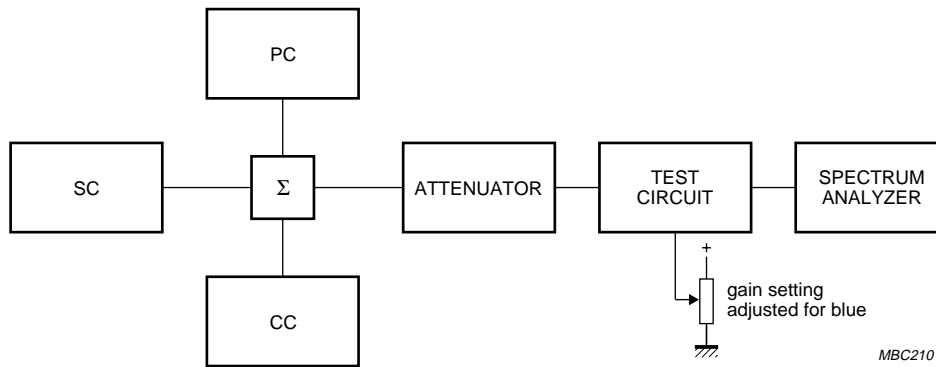 PC
SC
Σ
ATTENUATOR
TEST
CIRCUIT
SPECTRUM
ANALYZER
+
gain setting
adjusted for blue
CC
MBC210